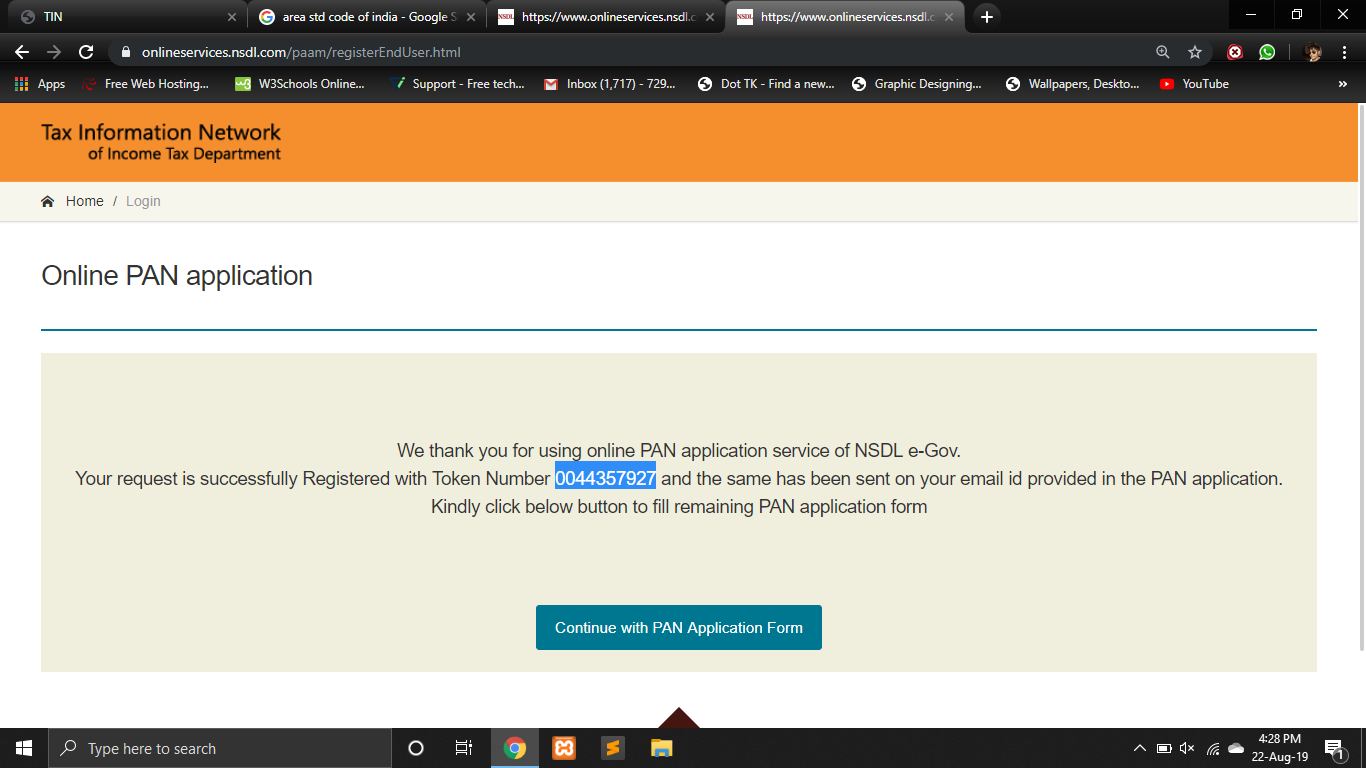 TIN
area std code of india - Google S
NSDL https://www.onlineservices.nsdl.c
NSDL https://www.onlineservices.nsdl.c
onlineservices.nsdl.com/paam/registerEndUser.html
Apps
Free Web Hosting...
W3Schools Online...
Support - Free tech...
Inbox (1,717) - 729...
Dot TK - Find a new...
Graphic Designing...
Wallpapers, Deskto...
YouTube
»
Tax Information Network
of Income Tax Department
Home / Login
Online PAN application
We thank you for using online PAN application service of NSDL e-Gov.
Your request is successfully Registered with Token Number 0044357927 and the same has been sent on your email id provided in the PAN application.
Kindly click below button to fill remaining PAN application form
Continue with PAN Application Form
Type here to search
4:28 PM
22-Aug-19
1